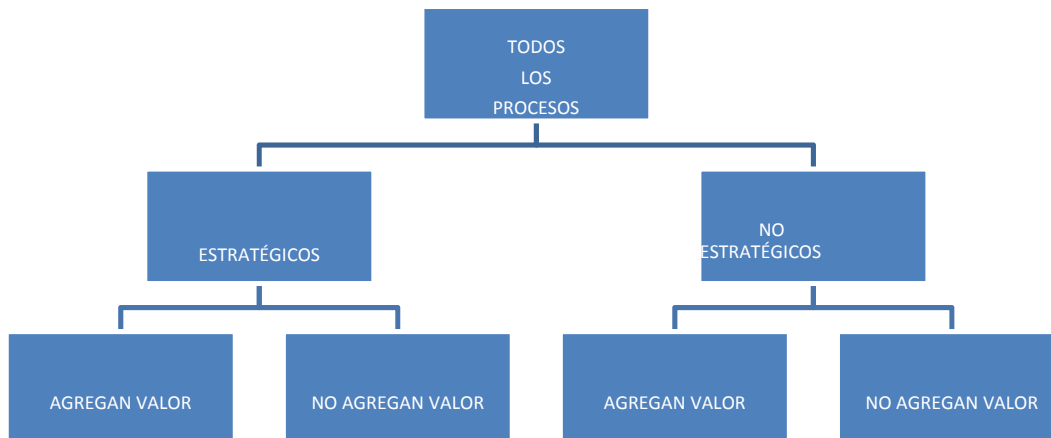 TODOS
LOS
PROCESOS
ESTRATÉGICOS
NO
ESTRATÉGICOS
AGREGAN VALOR
NO AGREGAN VALOR
AGREGAN VALOR
NO AGREGAN VALOR